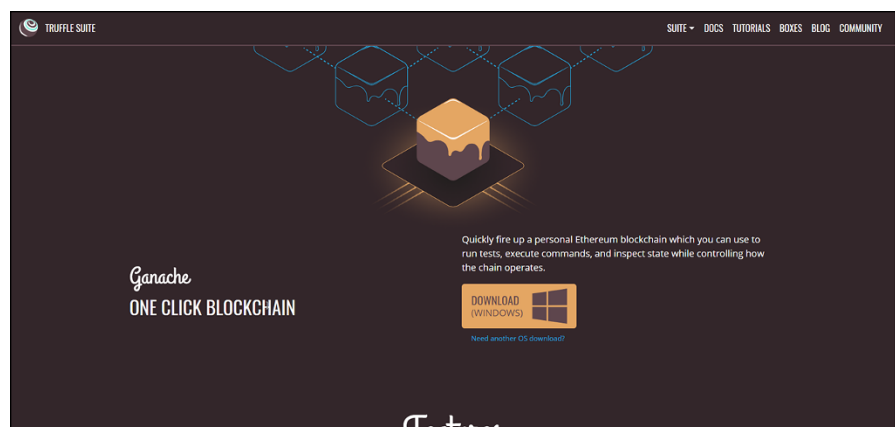 TRUFFLE SUITE
SUITE DOCS TUTORIALS BOXES BLOG COMMUNITY
Quickly fire up a personal Ethereum blockchain which you can use to
run tests, execute commands, and inspect state while controlling how
the chain operates.
Ganache
ONE CLICK BLOCKCHAIN
DOWNLOAD
(WINDOWS)
Need another OS download?